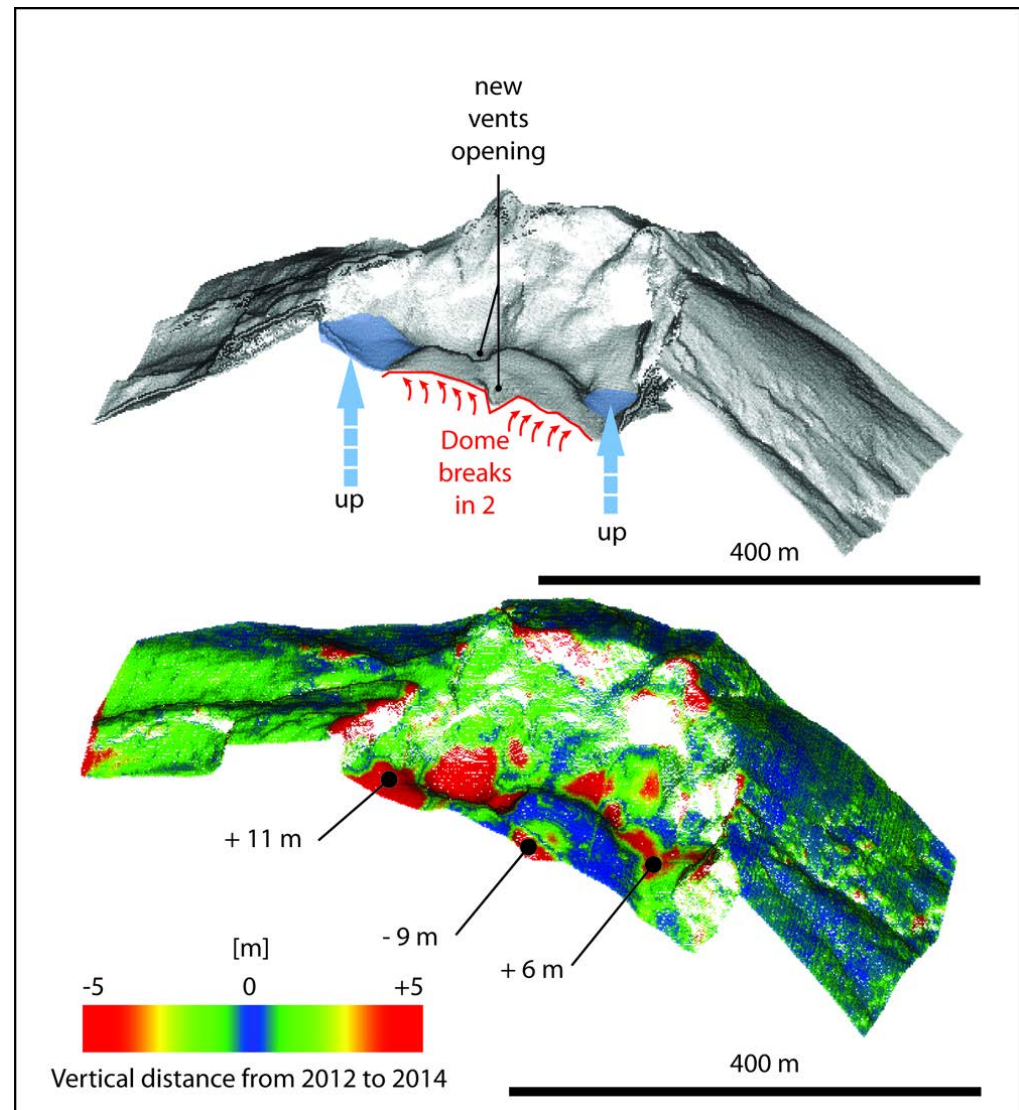 new
vents
opening
Dome
breaks
in 2
up
up
400 m
+ 11 m
- 9 m
+ 6 m
[m]
-5 0 +5
Vertical distance from 2012 to 2014
400 m